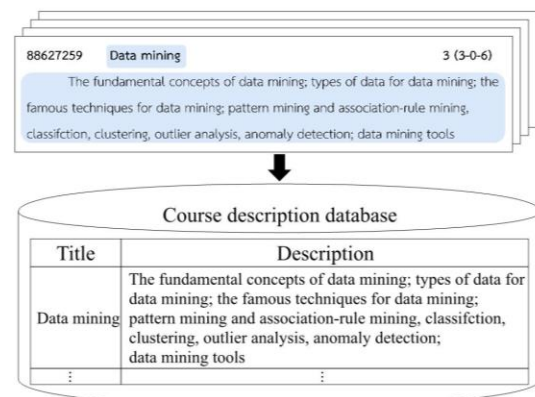 88627259 Data mining 3 (3-0-6)
The fundamental concepts of data mining; types of data for data mining; the
famous techniques for data mining; pattern mining and association-rule mining,
classifction, clustering, outlier analysis, anomaly detection; data mining tools
Course description database
Title Description
Data mining
The fundamental concepts of data mining; types of data for
data mining; the famous techniques for data mining;
pattern mining and association-rule mining, classifction,
clustering, outlier analysis, anomaly detection;
data mining tools
⋮ ⋮